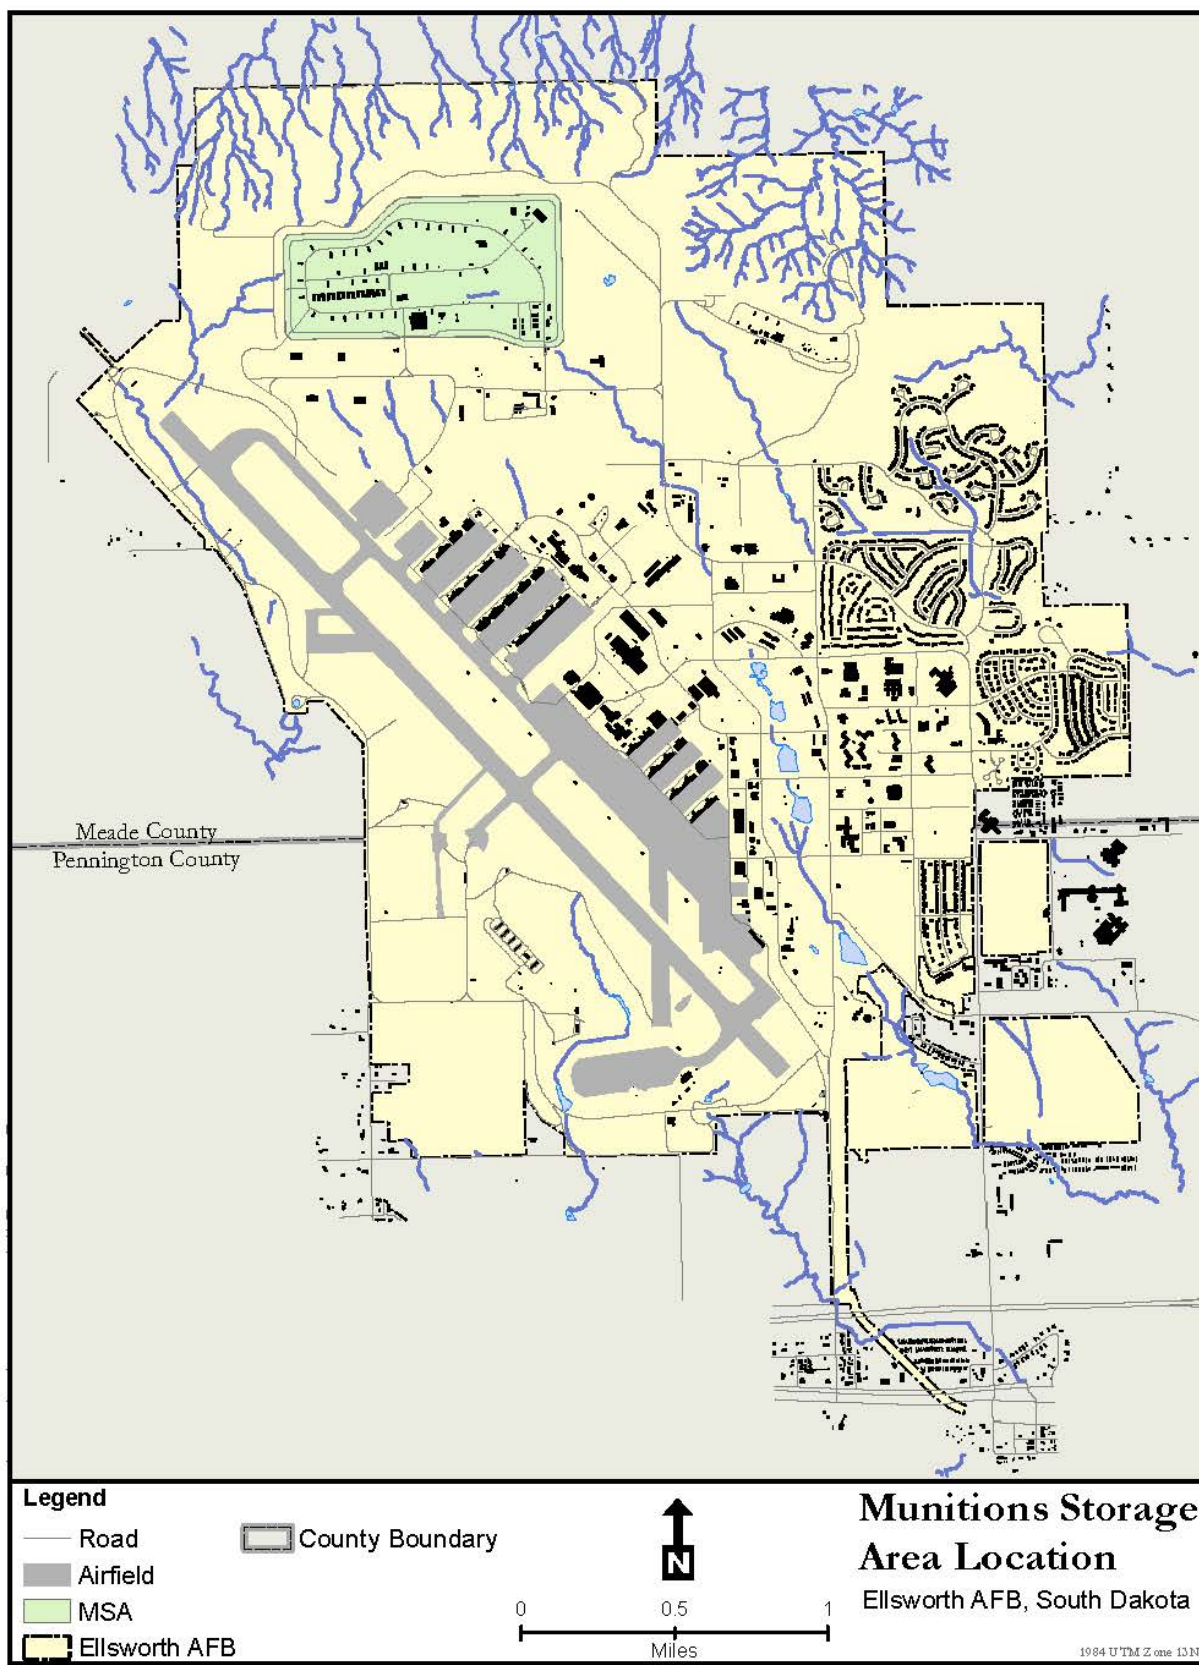 Meade County
Pennington County
Legend
Road
County Boundary
Airfield
MSA
Ellsworth AFB
N
0
0.5
1
Miles
Munitions Storage
Area Location
Ellsworth AFB, South Dakota
1984 UTM Zone 13N